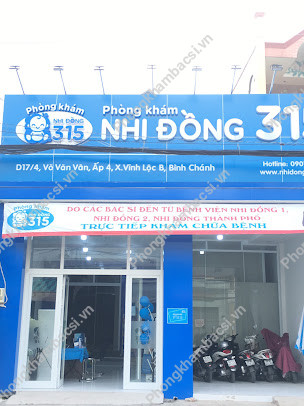 Phòng khám
NHI ĐỒNG
315
Phòng khám
NHI ĐỒNG 31
D17/4, Võ Văn Vân, Ấp 4, X.Vĩnh Lộc B, Bình Chánh
Hotline: 090
www.nhidon
phòng khám
NHI ĐỒNG
315
DO CÁC BÁC SĨ ĐẾN TỪ BỆNH VIỆN NHI ĐỒNG 1,
NHI ĐỒNG 2, NHI ĐỒNG THÀNH PHỐ
TRỰC TIẾP KHÁM CHỮA BỆNH
Phongkhambacsi.vn